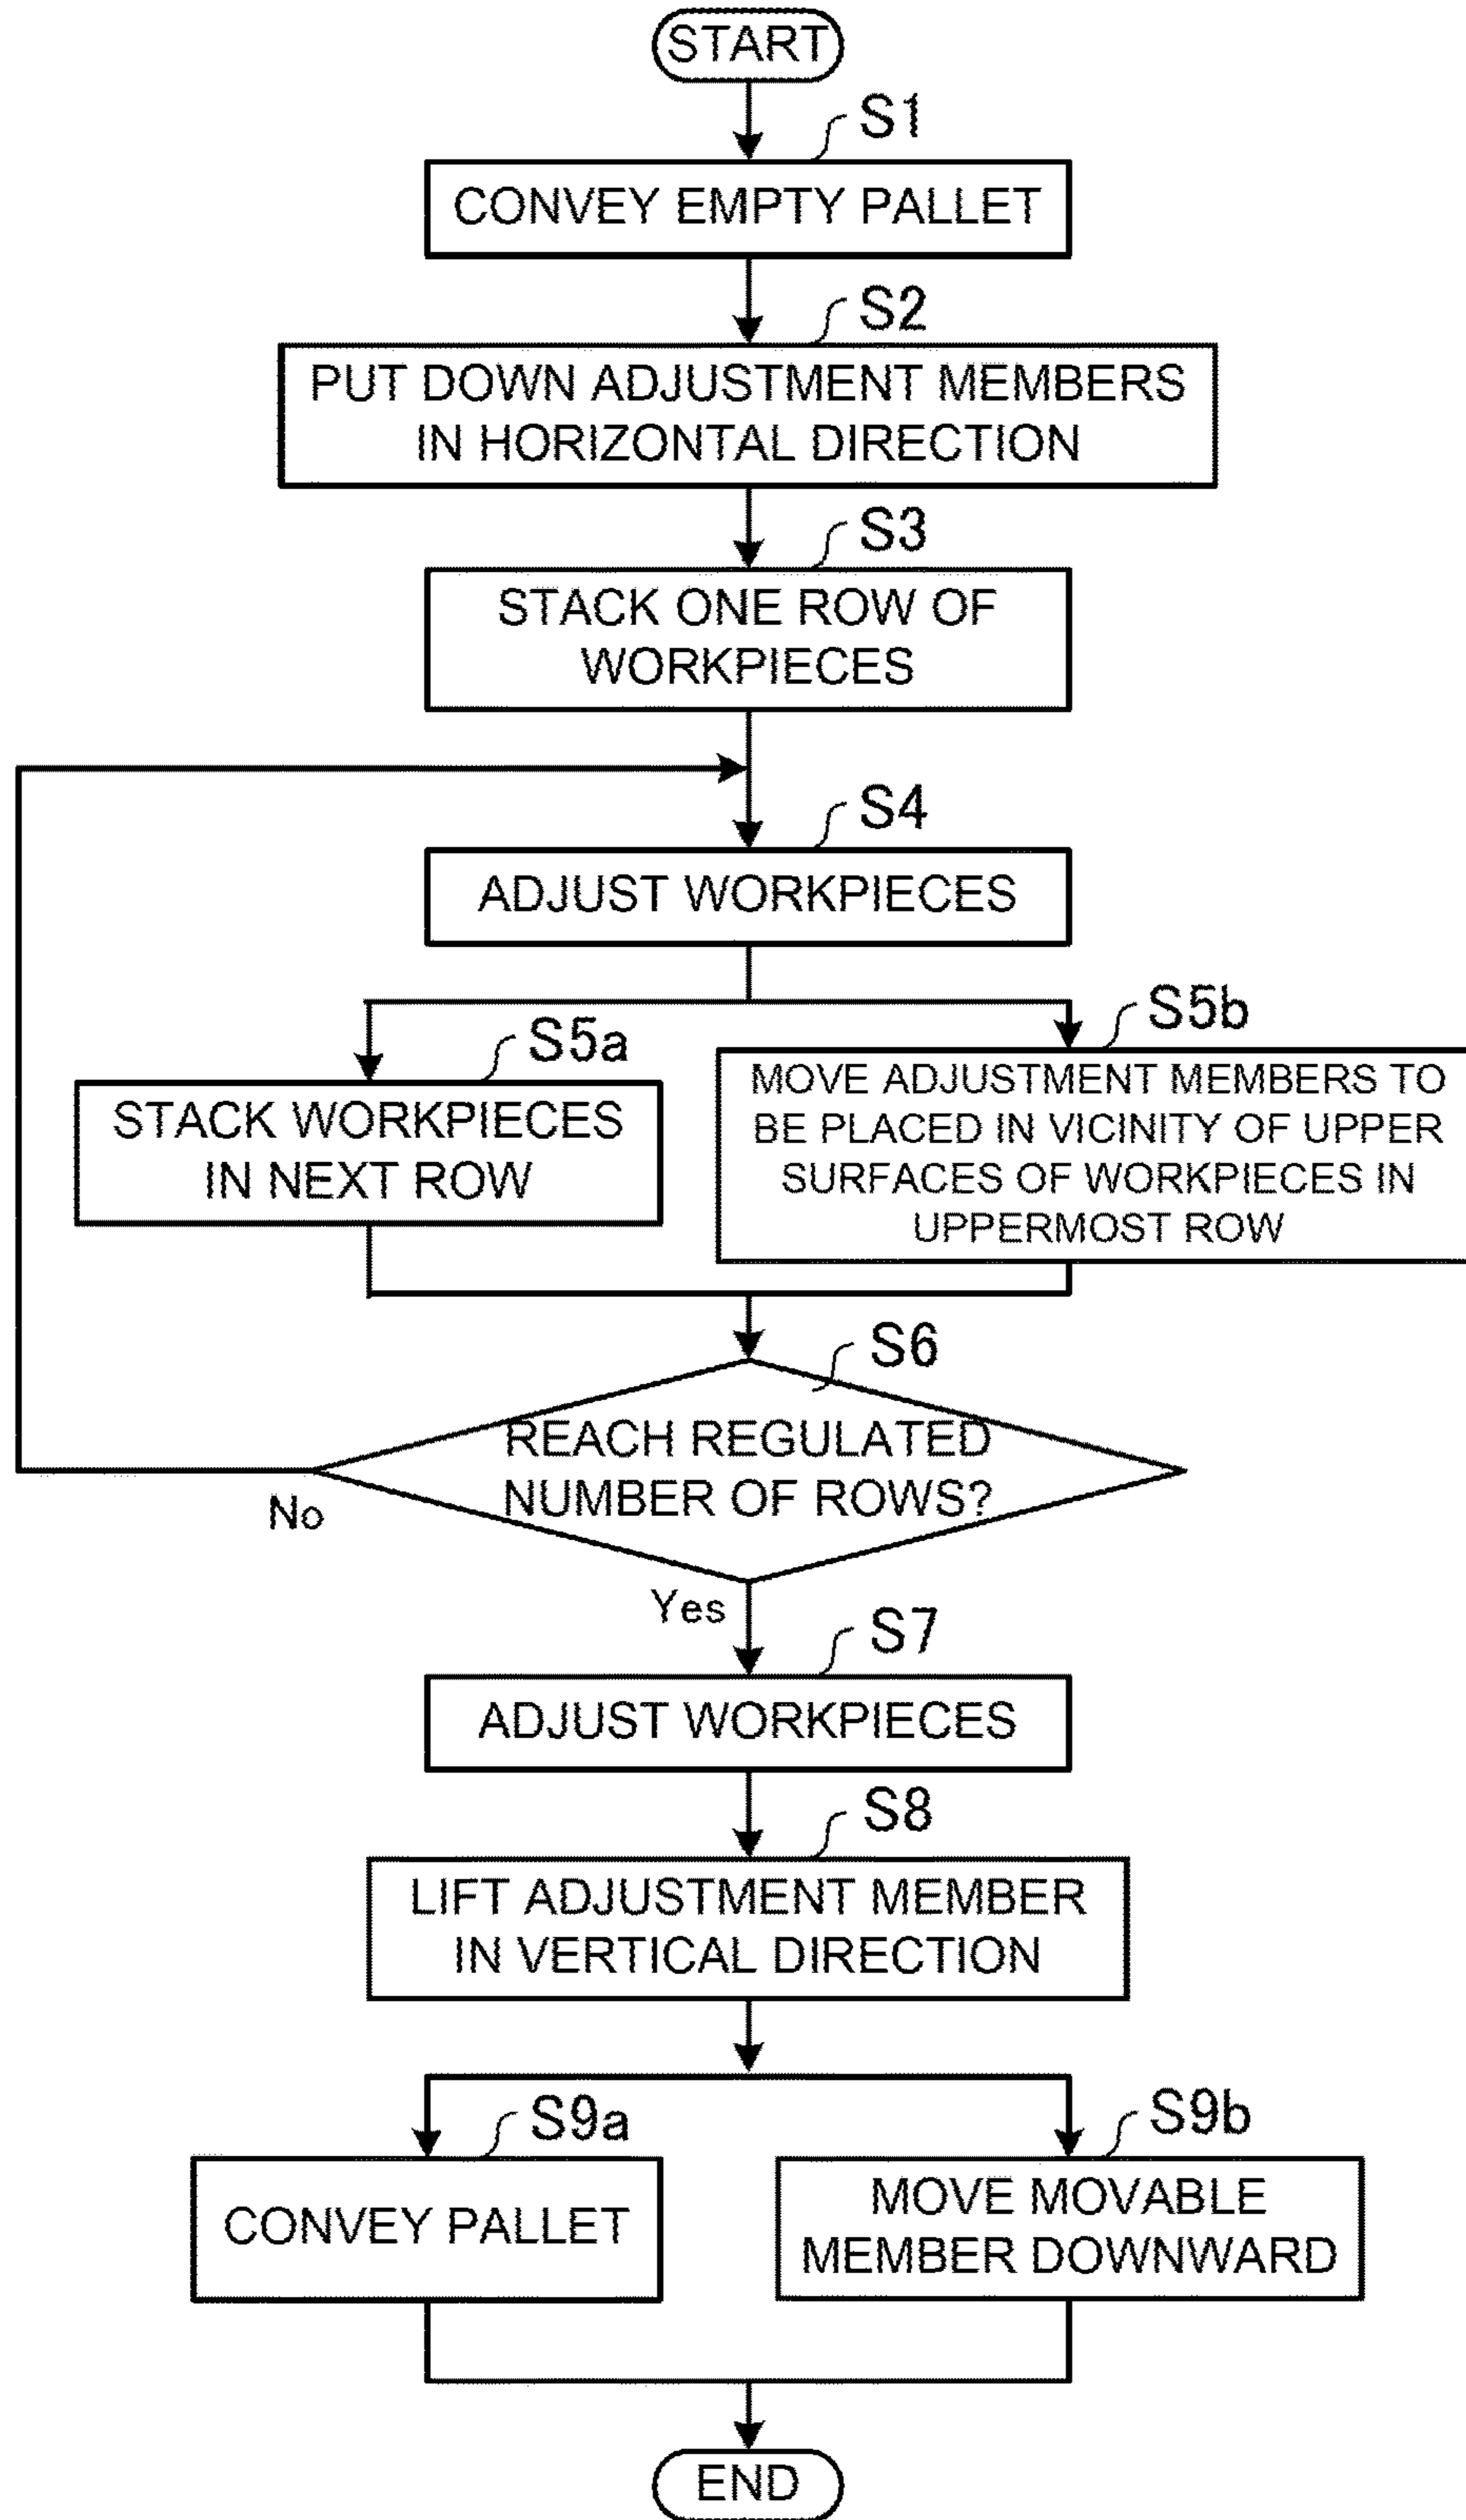 START
S1
CONVEY EMPTY PALLET
S2
PUT DOWN ADJUSTMENT MEMBERS
IN HORIZONTAL DIRECTION
S3
STACK ONE ROW OF
WORKPIECES
S4
ADJUST WORKPIECES
S5a
STACK WORKPIECES
IN NEXT ROW
S5b
MOVE ADJUSTMENT MEMBERS TO
BE PLACED IN VICINITY OF UPPER
SURFACES OF WORKPIECES IN
UPPERMOST ROW
S6
REACH REGULATED
NUMBER OF ROWS?
No
Yes
S7
ADJUST WORKPIECES
S8
LIFT ADJUSTMENT MEMBER
IN VERTICAL DIRECTION
S9a
CONVEY PALLET
S9b
MOVE MOVABLE
MEMBER DOWNWARD
END